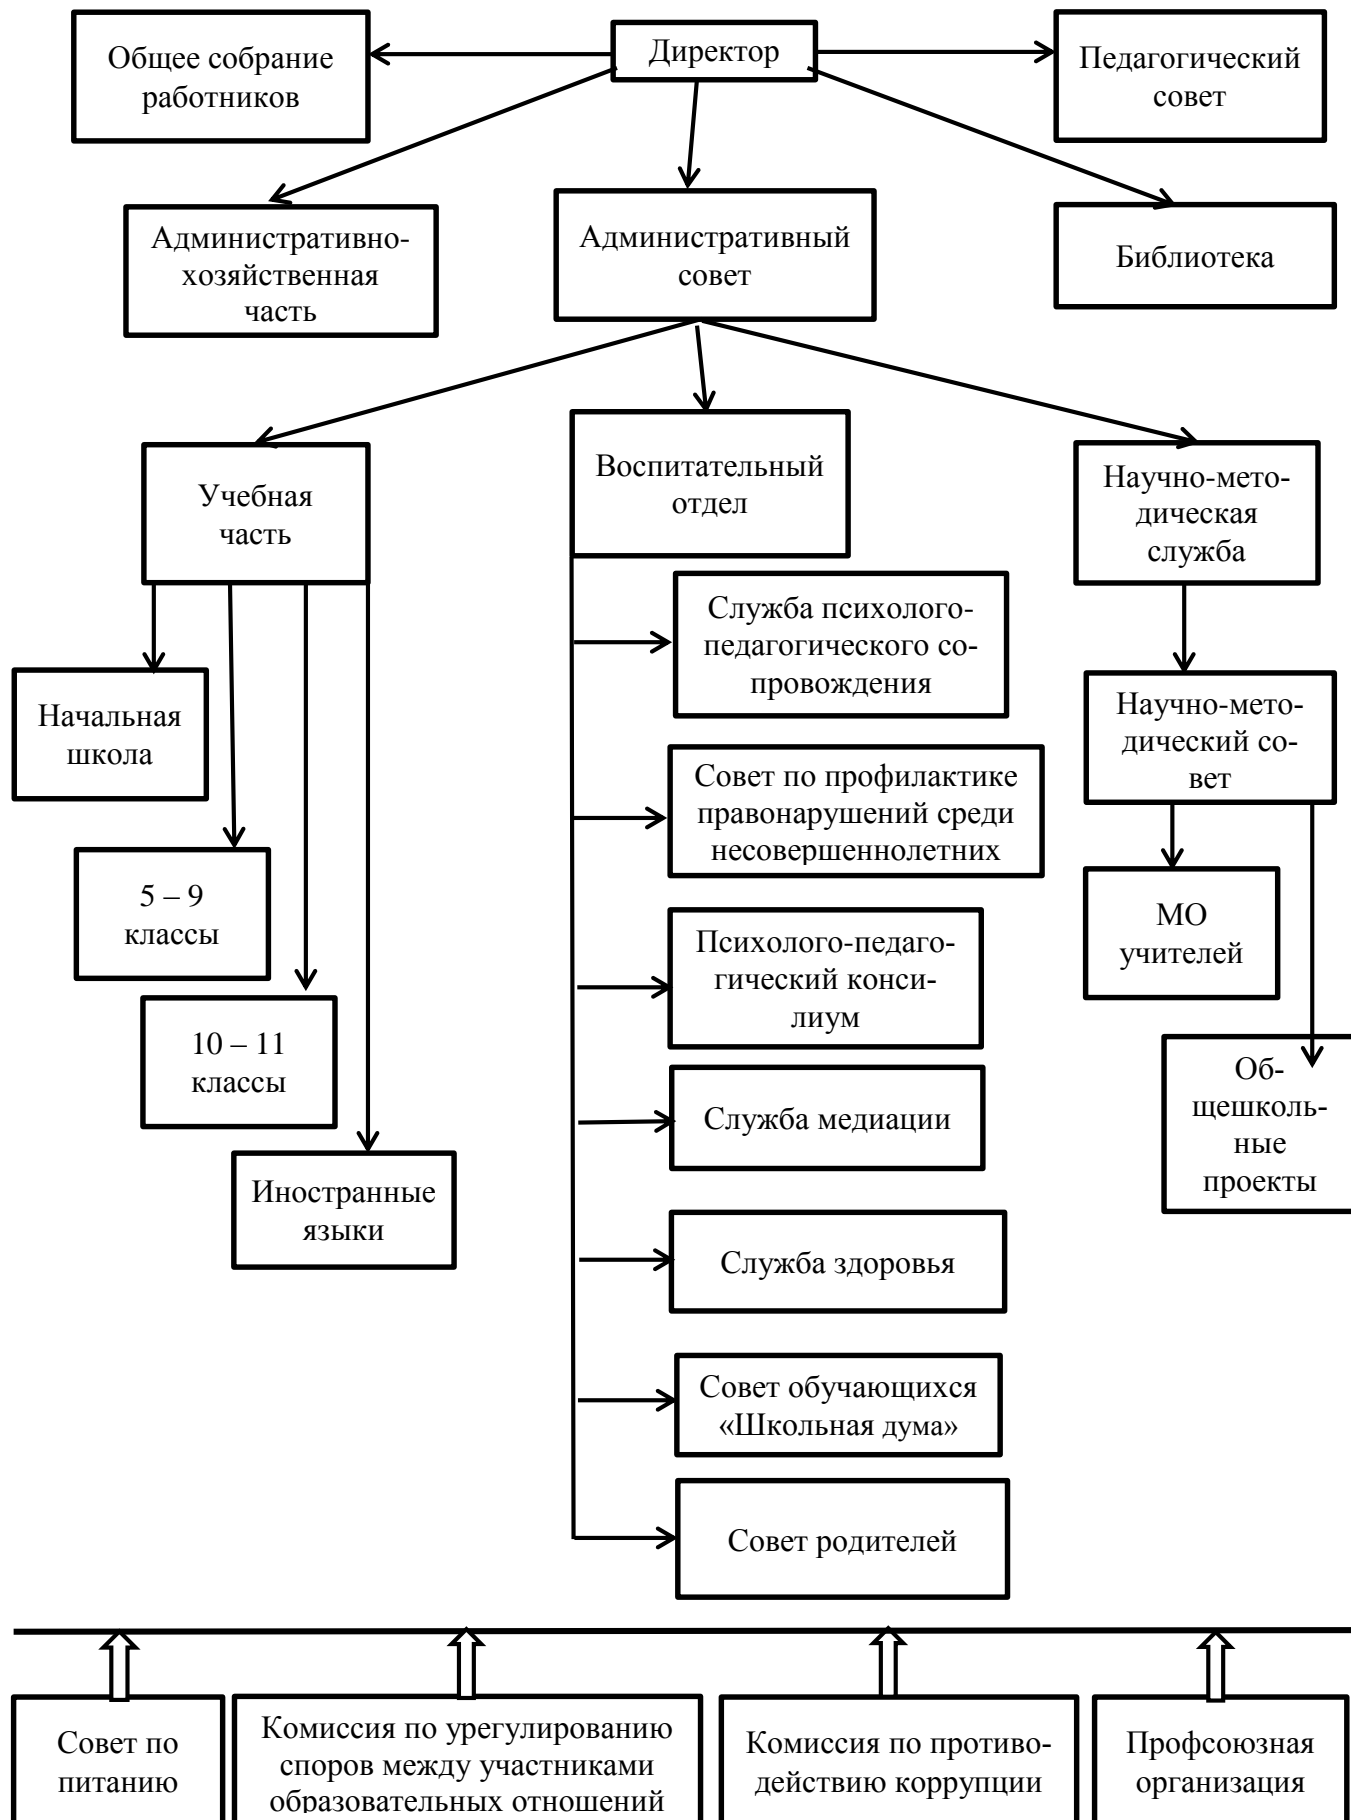 Общее собрание
работников
Директор
Педагогический
совет
Административно-
хозяйственная
часть
Административный
совет
Библиотека
Учебная
часть
Воспитательный
отдел
Научно-мето-
дическая
служба
Начальная
школа
5 – 9
классы
10 – 11
классы
Иностранные
языки
Служба психолого-
педагогического со-
провождения
Совет по профилактике
правонарушений среди
несовершеннолетних
Психолого-педаго-
гический конси-
лиум
Служба медиации
Служба здоровья
Совет обучающихся
«Школьная дума»
Совет родителей
Научно-мето-
дический со-
вет
МО
учителей
Об-
щешколь-
ные
проекты
Совет по
питанию
Комиссия по урегулированию
споров между участниками
образовательных отношений
Комиссия по противо-
действию коррупции
Профсоюзная
организация